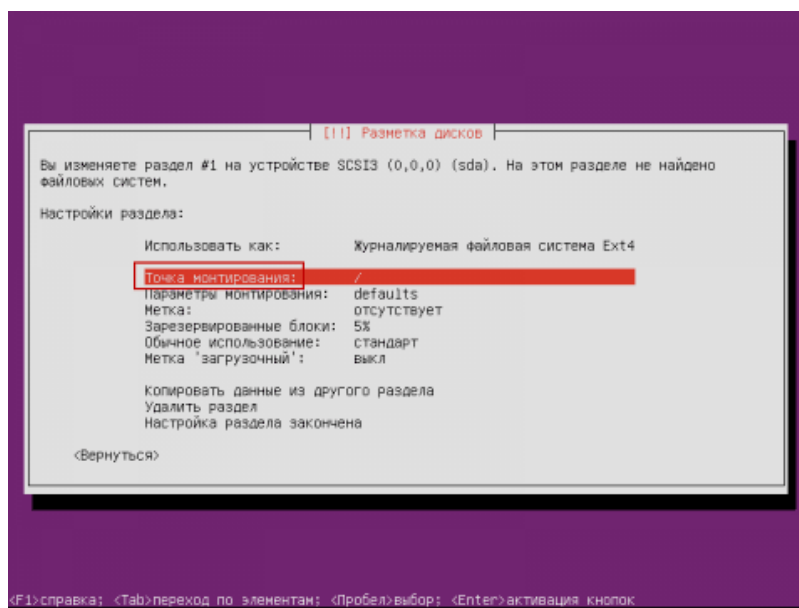 [!!] Разметка дисков
Вы изменяете раздел #1 на устройстве SCSI3 (0,0,0) (sda). На этом разделе не найдено
файловых систем.
Настройки раздела:
Использовать как: Журналируемая файловая система Ext4
Точка монтирования: /
Параметры монтирования: defaults
Метка: отсутствует
Зарезервированные блоки: 5%
Обычное использование: стандарт
Метка 'загрузочный': выкл
Копировать данные из другого раздела
Удалить раздел
Настройка раздела закончена
<Вернуться>
<F1>справка; <Tab>переход по элементам; <Пробел>выбор; <Enter>активация кнопок